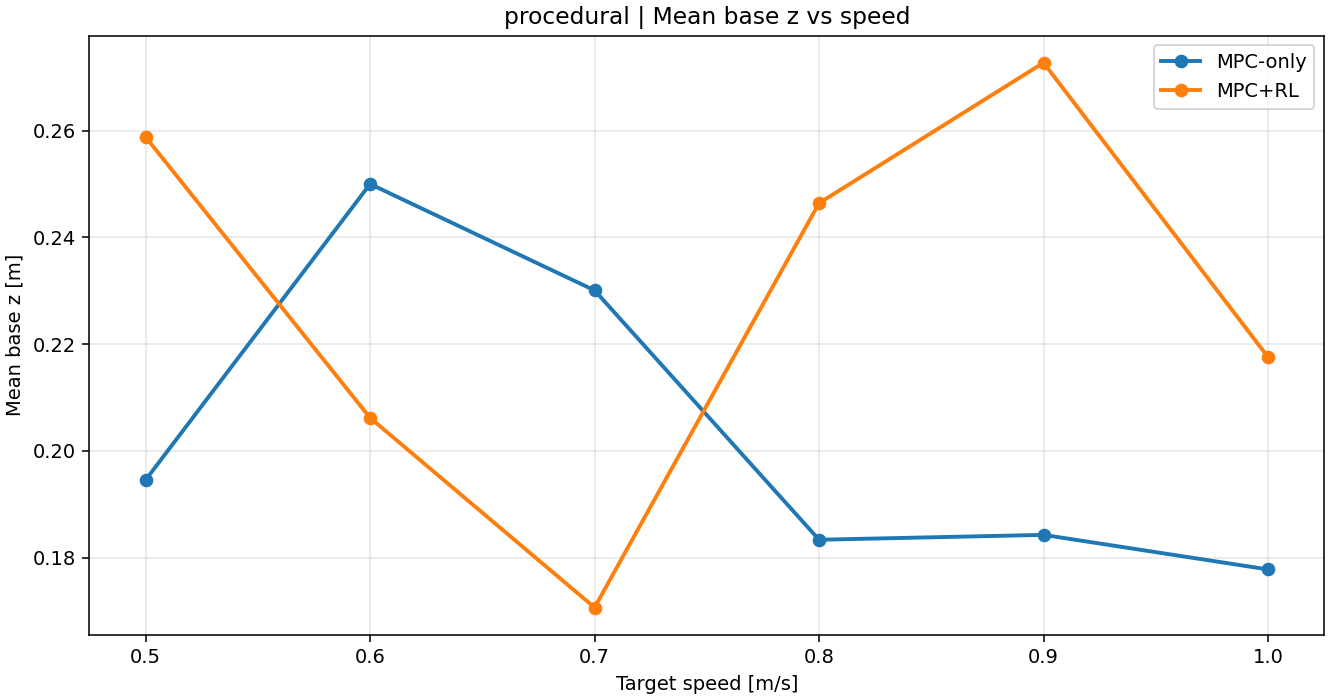 procedural | Mean base z vs speed
MPC-only
MPC+RL
Mean base z [m]
0.26
0.24
0.22
0.20
0.18
0.5 0.6 0.7 0.8 0.9 1.0
Target speed [m/s]